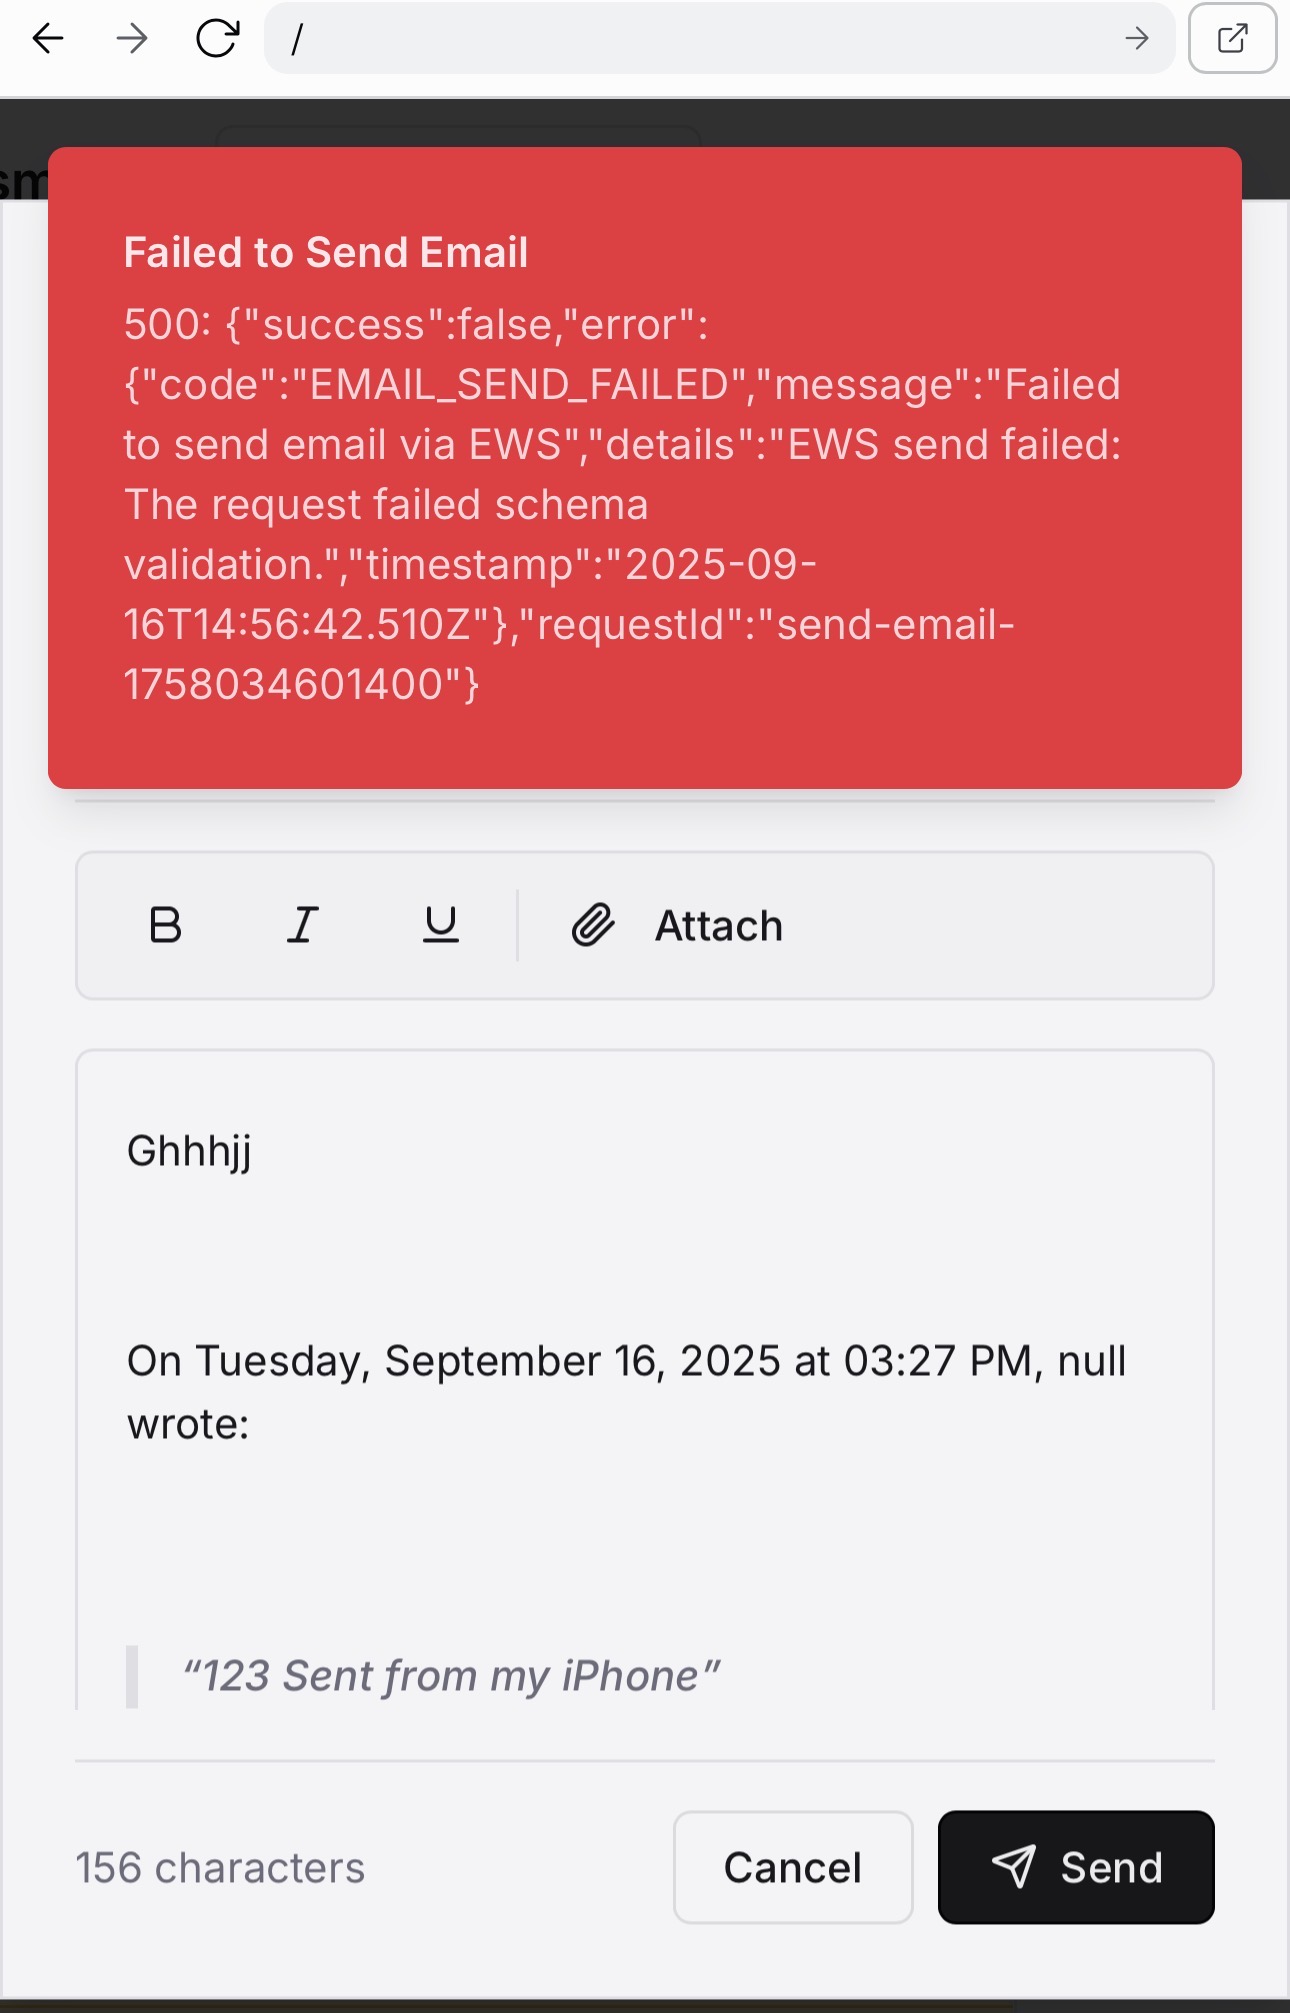 /
sm
Failed to Send Email
500: {"success":false,"error":
{"code":"EMAIL_SEND_FAILED","message":"Failed
to send email via EWS","details":"EWS send failed:
The request failed schema
validation.","timestamp":"2025-09-
16T14:56:42.510Z"},"requestId":"send-email-
1758034601400"}
B I U Attach
Ghhhjj
On Tuesday, September 16, 2025 at 03:27 PM, null
wrote:
“123 Sent from my iPhone”
156 characters
Cancel
Send